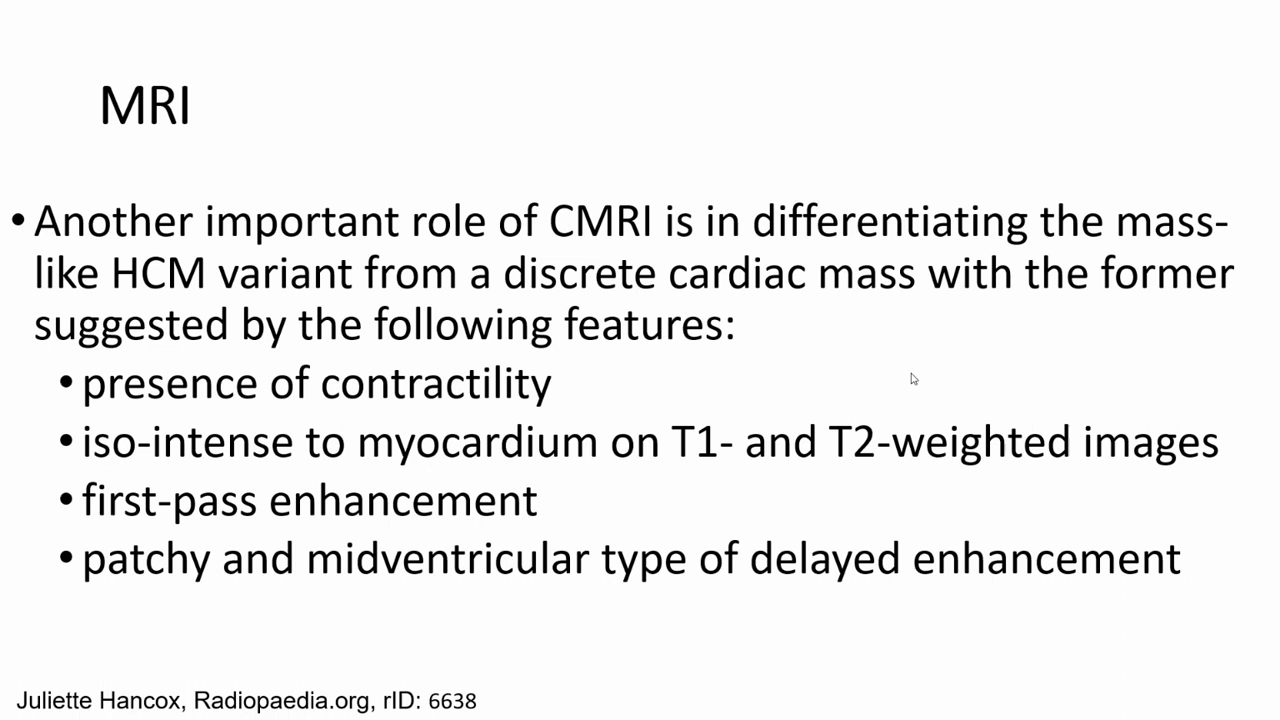 MRI
• Another important role of CMRI is in differentiating the mass-
like HCM variant from a discrete cardiac mass with the former
suggested by the following features:
• presence of contractility
• iso-intense to myocardium on T1- and T2-weighted images
• first-pass enhancement
• patchy and midventricular type of delayed enhancement
Juliette Hancox, Radiopaedia.org, rID: 6638